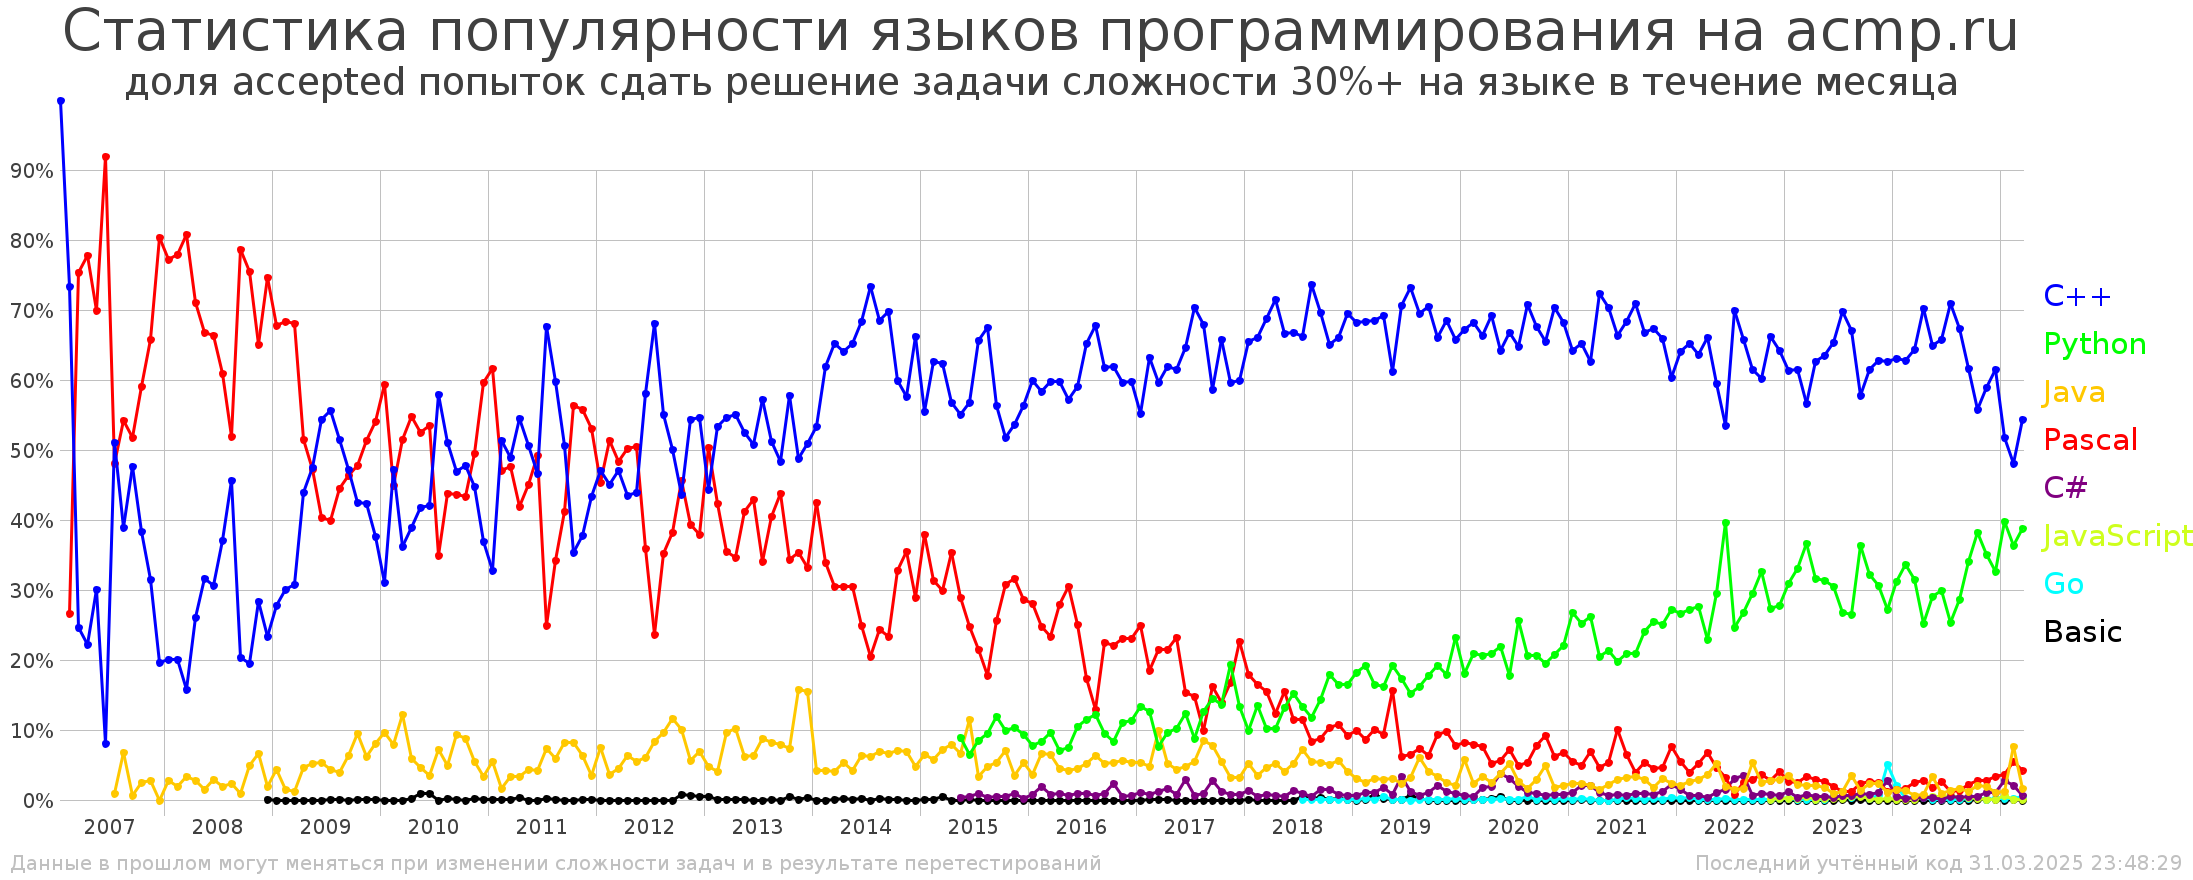 Статистика популярности языков программирования на acmp.ru
доля accepted попыток сдать решение задачи сложности 30%+ на языке в течение месяца
90%
80%
70%
60%
50%
40%
30%
20%
10%
0%
C++
Python
Java
Pascal
C#
JavaScript
Go
Basic
2007 2008 2009 2010 2011 2012 2013 2014 2015 2016 2017 2018 2019 2020 2021 2022 2023 2024
Данные в прошлом могут меняться при изменении сложности задач и в результате перетестирований
Последний учтённый код 31.03.2025 23:48:29